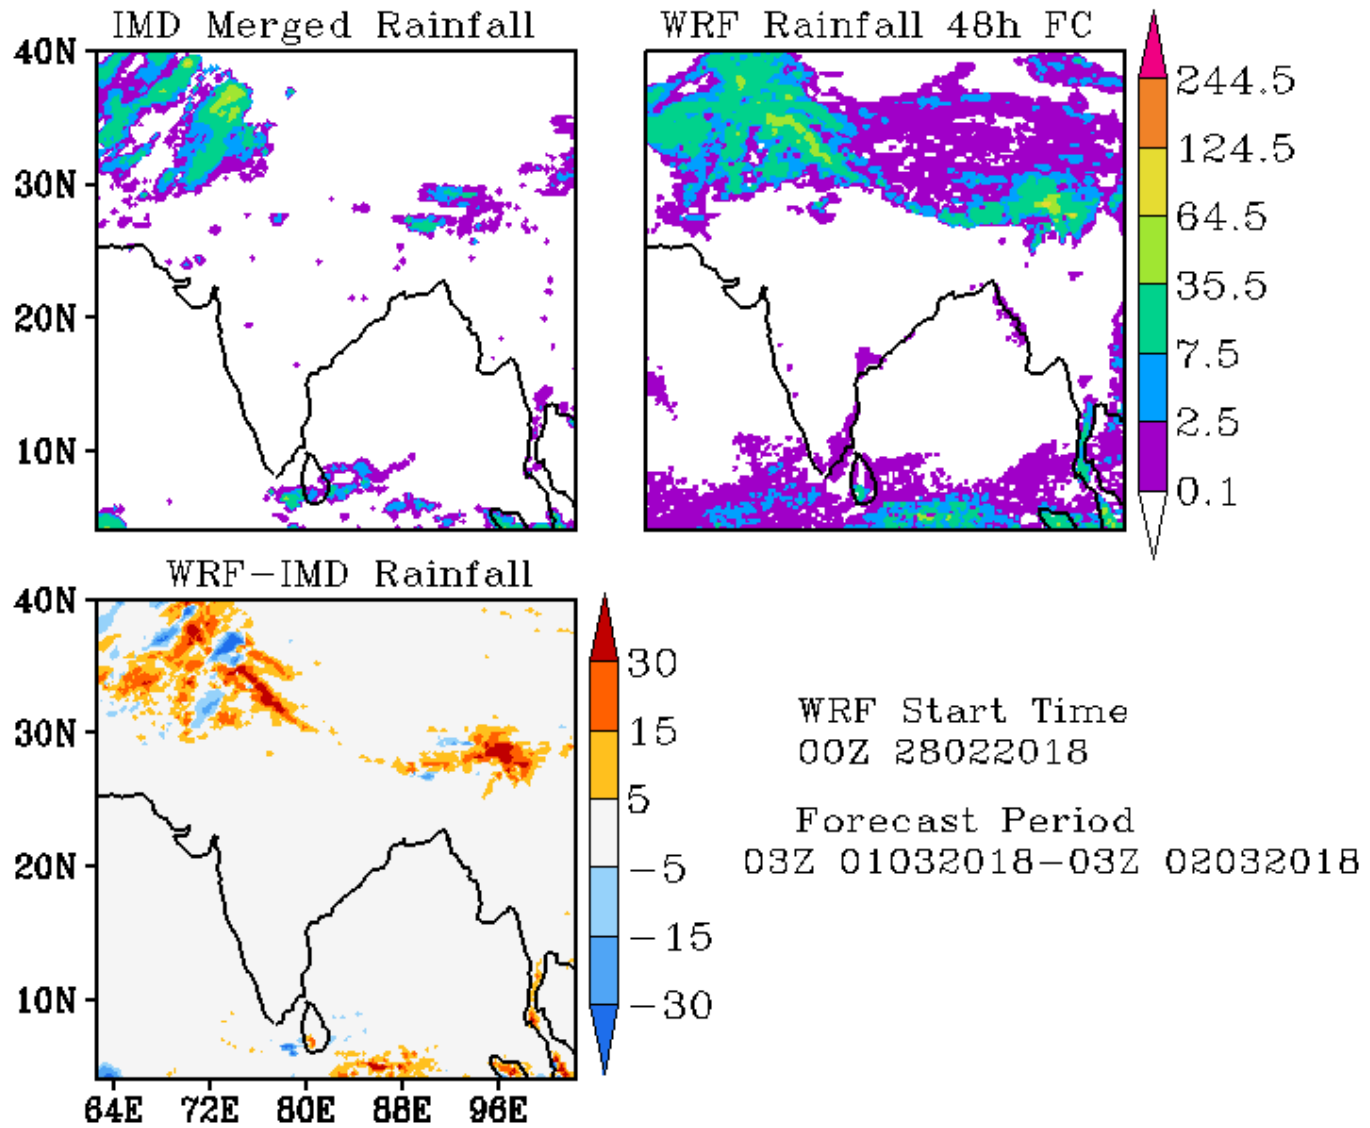 IMD Merged Rainfall
WRF Rainfall 48h FC
40N
30N
20N
10N
244.5
124.5
64.5
35.5
7.5
2.5
0.1
WRF-IMD Rainfall
40N
30N
20N
10N
64E 72E 80E 88E 96E
30
15
5
-5
-15
-30
WRF Start Time
00Z 28022018
Forecast Period
03Z 01032018-03Z 02032018